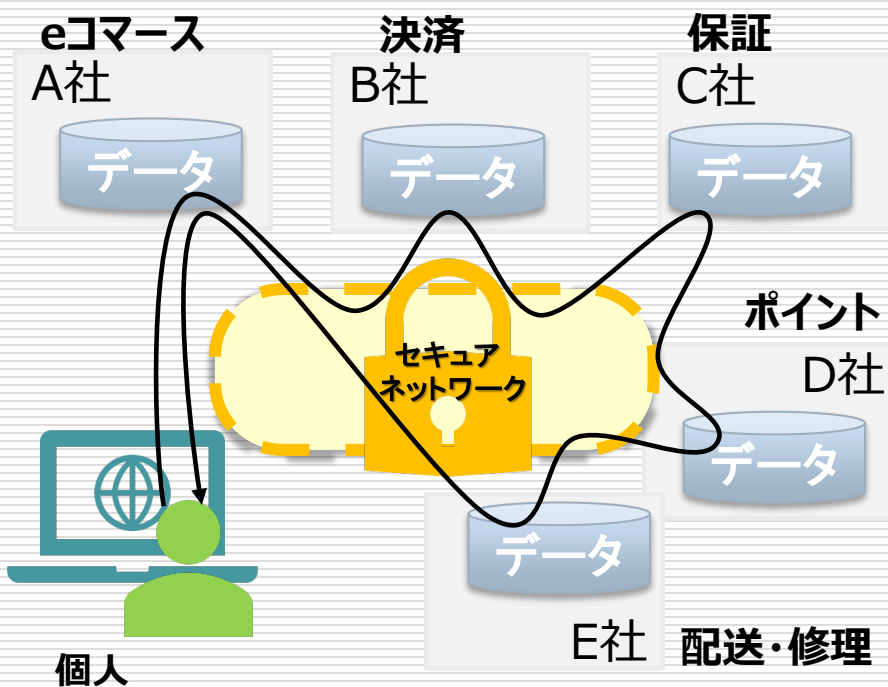 eコマース
A社
データ
決済
B社
データ
保証
C社
データ
ポイント
D社
データ
セキュア
ネットワーク
データ
E社
配送・修理
個人